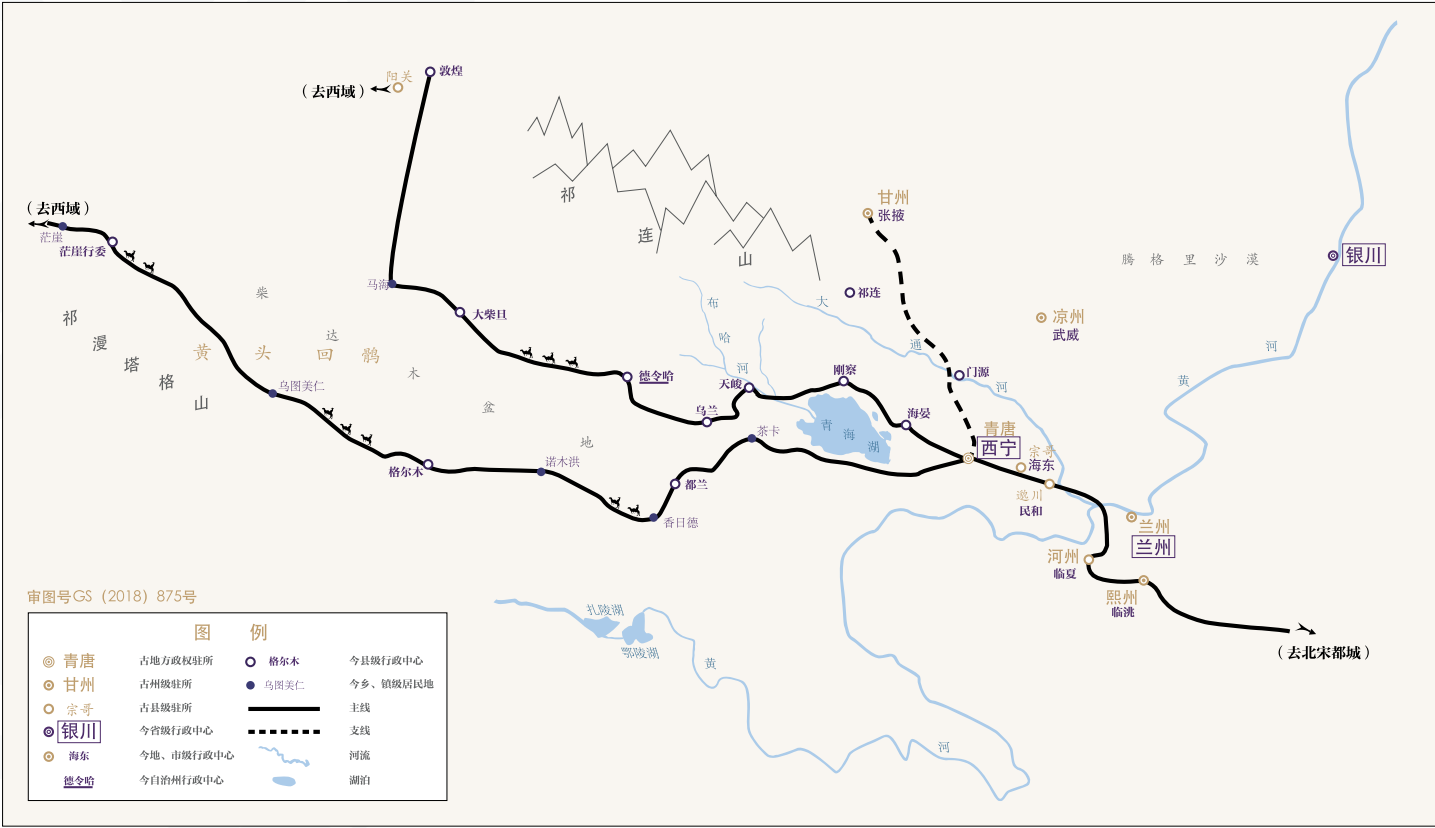 阳关
敦煌
(去西域)
(去西域)
茫崖
茫崖行委
祁
连
山
甘州
张掖
祁连
腾格里沙漠
银川
凉州
武威
马海
大柴旦
柴
达
木
盆
地
祁
漫
塔
格
山
黄头回鹘
布
哈
河
大
通
河
门源
黄
河
乌图美仁
德令哈
乌兰
天峻
刚察
海晏
青
海
湖
茶卡
青唐
西宁
宗哥
海东
邈川
民和
格尔木
诺木洪
都兰
香日德
兰州
兰州
河州
临夏
熙州
临洮
(去北宋都城)
扎陵湖
鄂陵湖
黄
河
审图号GS(2018)875号
图 例
青唐 古地方政权驻所 格尔木 今县级行政中心
甘州 古州级驻所 乌图美仁 今乡、镇级居民地
宗哥 古县级驻所 主线
银川 今省级行政中心 支线
海东 今地、市级行政中心 河流
德令哈 今自治州行政中心 湖泊